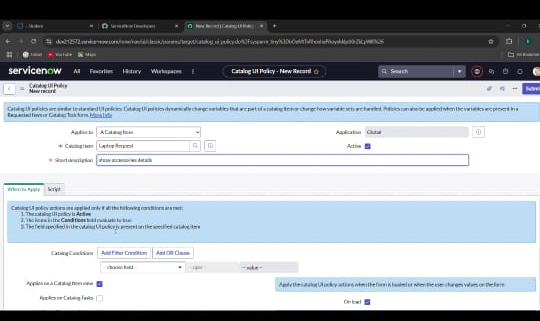 ServiceNow Developers
New Record | Catalog UI Polic
Gmail
YouTube
Maps
servicenow
All Favorites History Workspaces
Catalog UI Policy - New Record
Search
Catalog UI Policy
New record
Submit
Catalog UI policies are similar to standard UI policies. Catalog UI policies dynamically change variables that are part of a catalog item or change how variable sets are handled. Policies can also be applied when the variables are present in a
Requested Item or Catalog Task form. More Info
Applies to
A Catalog Item
Application
Global
Catalog item
Laptop Request
Active
Short description
show accessories details
When to Apply
Script
Catalog UI policy actions are applied only if all the following conditions are met:
1. The catalog UI policy is Active
2. The items in the Conditions field evaluate to true
3. The field specified in the catalog UI policy is present on the specified catalog item
Catalog Conditions
Add Filter Condition
Add OR Clause
-- choose field --
-- oper --
-- value --
Applies on a Catalog Item view
Apply the catalog UI policy actions when the form is loaded or when the user changes values on the form
Applies on Catalog Tasks
On load